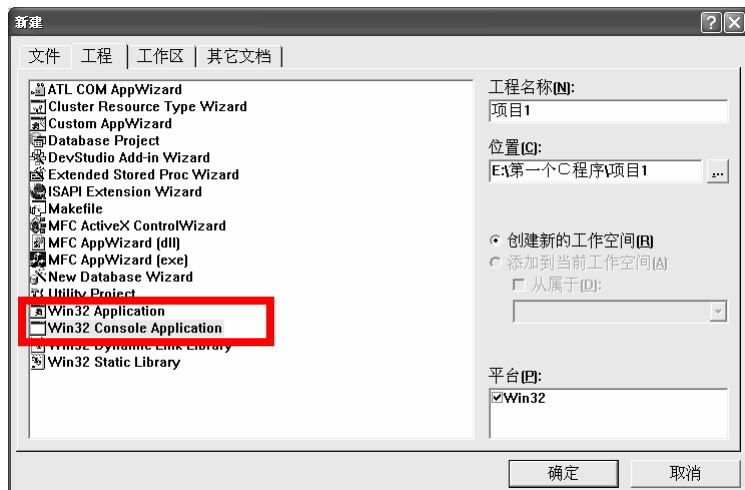 新建
文件 工程 工作区 其它文档
ATL COM AppWizard
Cluster Resource Type Wizard
Custom AppWizard
Database Project
DevStudio Add-in Wizard
Extended Stored Proc Wizard
ISAPI Extension Wizard
Makefile
MFC ActiveX ControlWizard
MFC AppWizard (dll)
MFC AppWizard (exe)
New Database Wizard
Utility Project
Win32 Application
Win32 Console Application
Win32 Dynamic-Link Library
Win32 Static Library
工程名称(N):
项目1
位置(C):
E:\第一个C程序\项目1
...
创建新的工作空间(R)
添加到当前工作空间(A)
从属于(D):
平台(P):
Win32
确定
取消